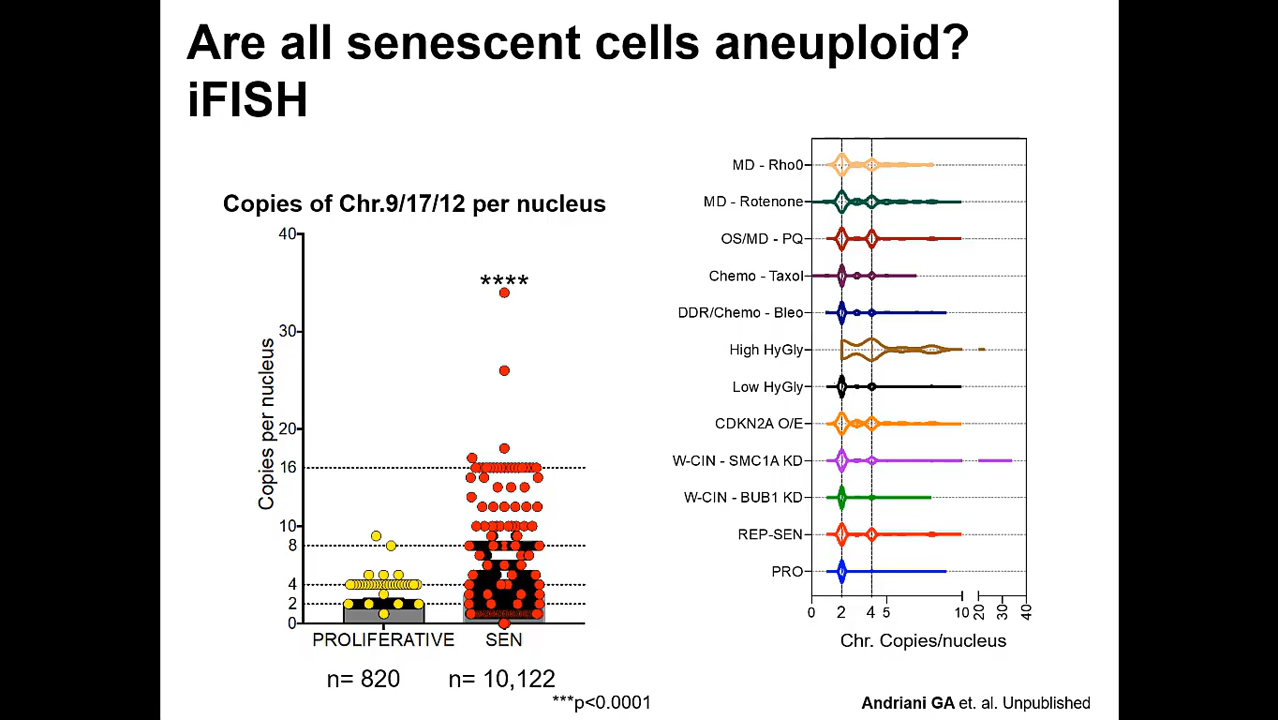 Are all senescent cells aneuploid?
iFISH
Copies of Chr.9/17/12 per nucleus
Copies per nucleus
40
30
20
16
10
8
4
2
0
****
PROLIFERATIVE
SEN
n= 820
n= 10,122
***p<0.0001
MD - Rho0
MD - Rotenone
OS/MD - PQ
Chemo - Taxol
DDR/Chemo - Bleo
High HyGly
Low HyGly
CDKN2A O/E
W-CIN - SMC1A KD
W-CIN - BUB1 KD
REP-SEN
PRO
0 2 4 5 10 20 30 40
Chr. Copies/nucleus
Andriani GA et. al. Unpublished